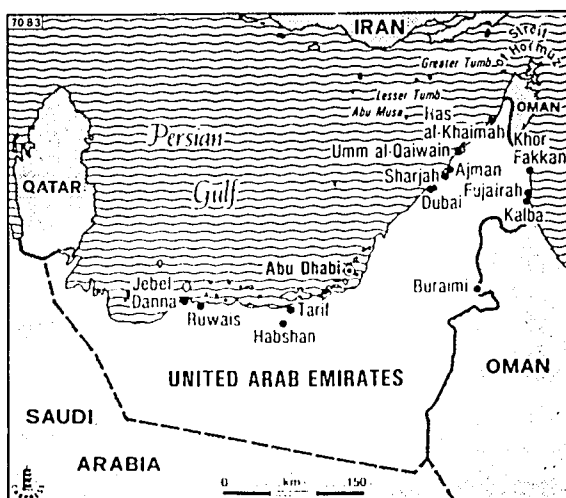 7083
IRAN
Strait
of Hormuz
Greater Tumb
OMAN
Lesser Tumb
Abu Musa
Ras
al-Khaimah
Khor
Fakkan
Umm al-Qaiwain
Persian
Gulf
QATAR
Ajman
Sharjah
Fujairah
Dubai
Kalba
Abu Dhabi
Jebel
Danna
Buraimi
Ruwais
Tarif
Habshan
UNITED ARAB EMIRATES
OMAN
SAUDI
ARABIA
0 km 150